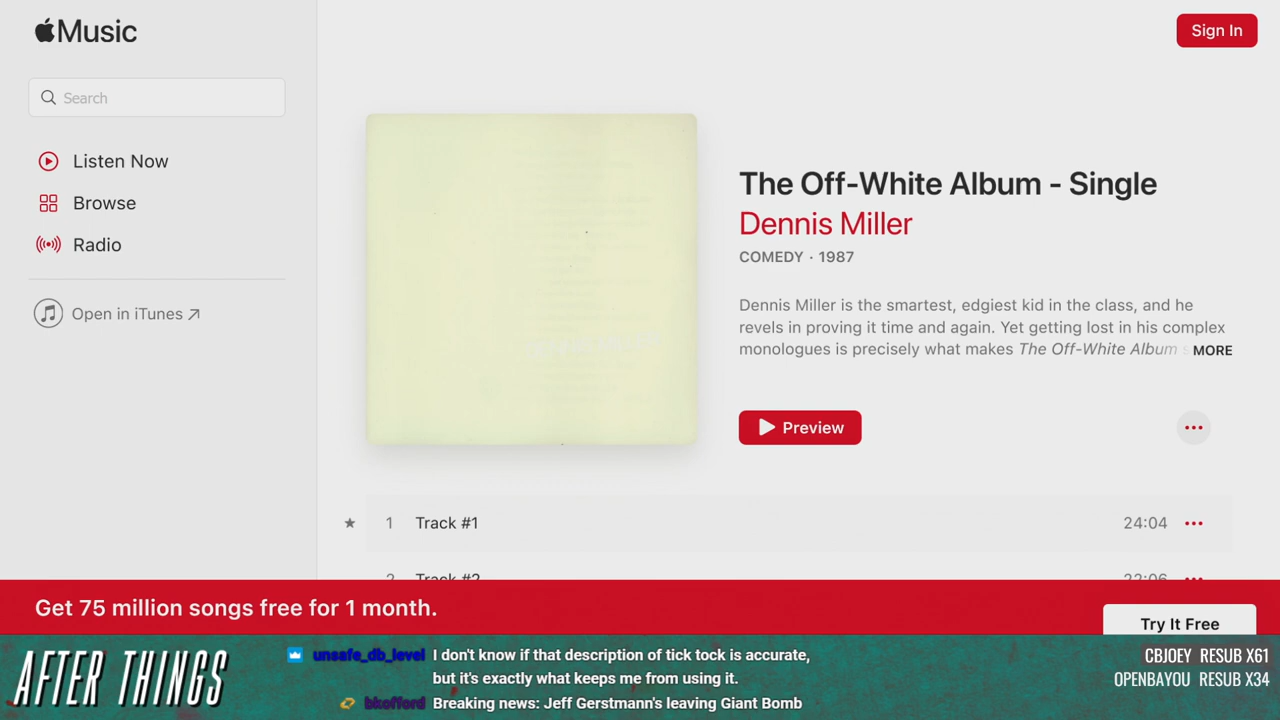 Music
Sign In
Search
Listen Now
Browse
Radio
Open in iTunes ↗
The Off-White Album - Single
Dennis Miller
COMEDY · 1987
Dennis Miller is the smartest, edgiest kid in the class, and he
revels in proving it time and again. Yet getting lost in his complex
monologues is precisely what makes The Off-White Album s MORE
Preview
1 Track #1 24:04
2 Track #2 22:06
Get 75 million songs free for 1 month.
Try It Free
AFTER THINGS
unsafe_db_level I don't know if that description of tick tock is accurate,
but it's exactly what keeps me from using it.
bkofford Breaking news: Jeff Gerstmann's leaving Giant Bomb
CBJOEY RESUB X61
OPENBAYOU RESUB X34